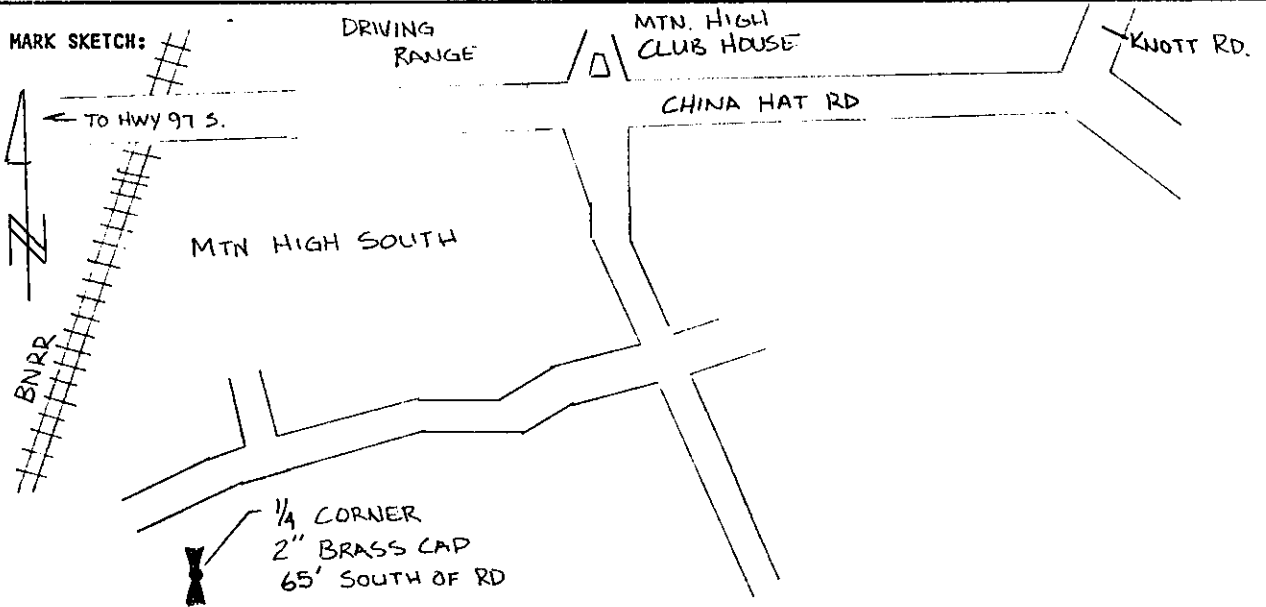 MARK SKETCH:
DRIVING
RANGE
MTN. HIGH
CLUB HOUSE
KNOTT RD.
← TO HWY 97 S.
CHINA HAT RD
N
MTN HIGH SOUTH
BNRR
1/4 CORNER
2" BRASS CAP
65' SOUTH OF RD